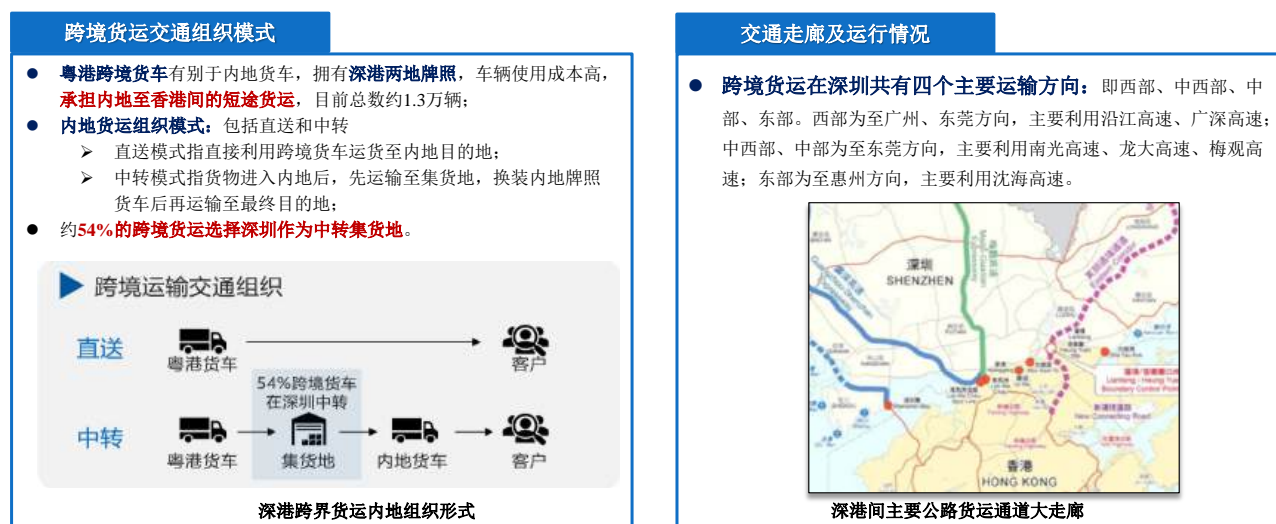 跨境货运交通组织模式
● 粤港跨境货车有别于内地货车，拥有深港两地牌照，车辆使用成本高，
承担内地至香港间的短途货运，目前总数约1.3万辆；
● 内地货运组织模式：包括直送和中转
➢ 直送模式指直接利用跨境货车运货至内地目的地；
➢ 中转模式指货物进入内地后，先运输至集货地，换装内地牌照
货车后再运输至最终目的地；
● 约54%的跨境货运选择深圳作为中转集货地。
跨境运输交通组织
直送
粤港货车
客户
54%跨境货车
在深圳中转
中转
粤港货车
集货地
内地货车
客户
深港跨界货运内地组织形式
交通走廊及运行情况
● 跨境货运在深圳共有四个主要运输方向：即西部、中西部、中
部、东部。西部为至广州、东莞方向，主要利用沿江高速、广深高速；
中西部、中部为至东莞方向，主要利用南光高速、龙大高速、梅观高
速；东部为至惠州方向，主要利用沈海高速。
深圳
SHENZHEN
香港
HONG KONG
深港间主要公路货运通道大走廊